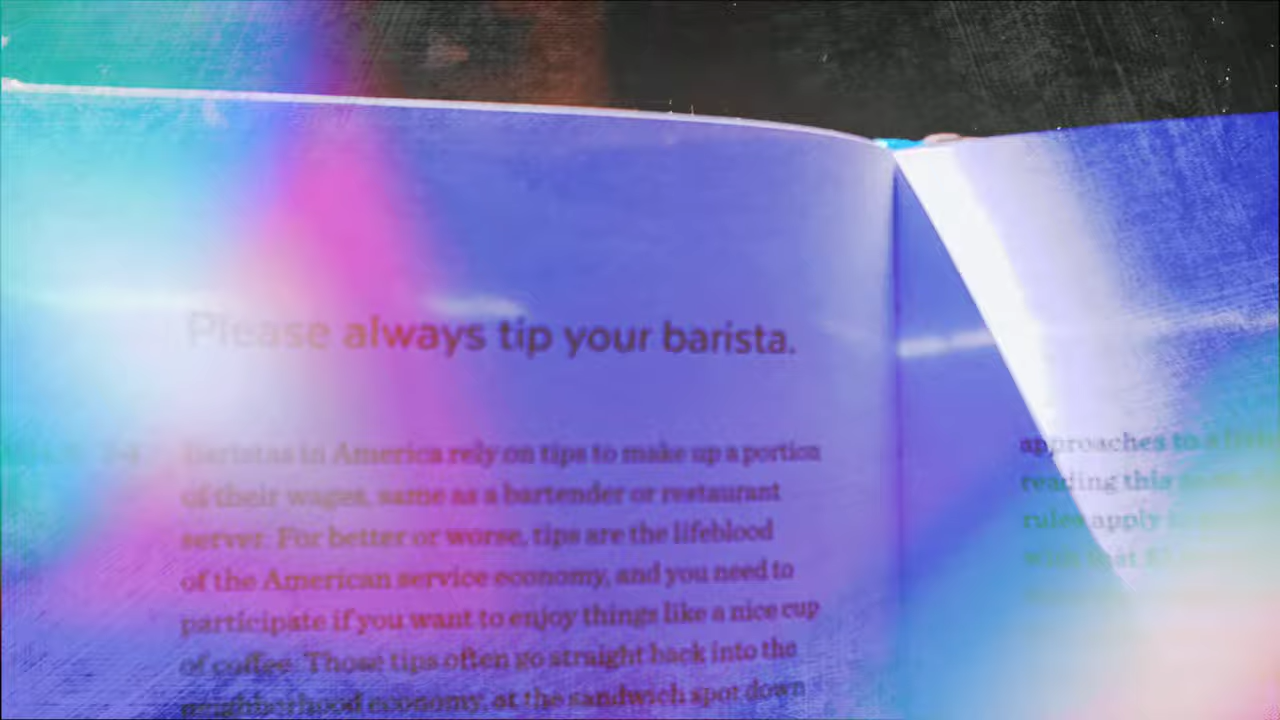 Please always tip your barista.
Baristas in America rely on tips to make up a portion
of their wages, same as a bartender or restaurant
server. For better or worse, tips are the lifeblood
of the American service economy, and you need to
participate if you want to enjoy things like a nice cup
of coffee. Those tips often go straight back into the
neighborhood economy, at the sandwich spot down
approaches to a
reading this
rules apply
with that